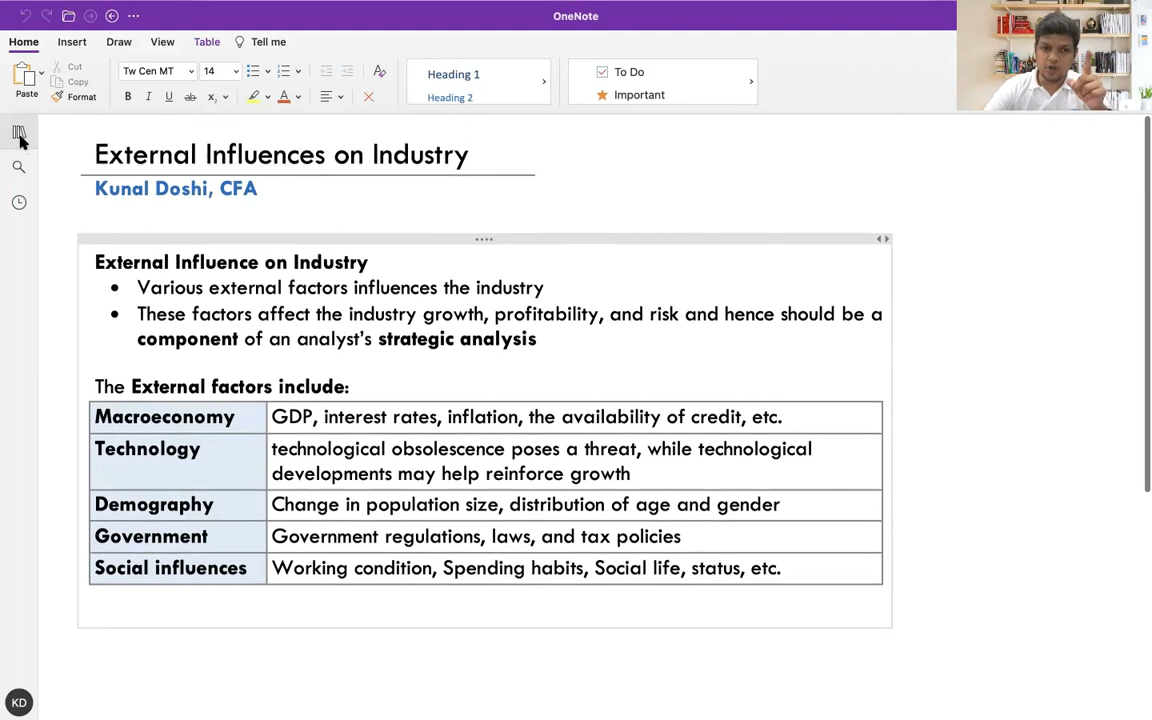 OneNote
Home Insert Draw View Table Tell me
Paste
Cut
Copy
Format
Tw Cen MT 14
B I U ab x₂ A
Heading 1
Heading 2
To Do
Important
External Influences on Industry
Kunal Doshi, CFA
External Influence on Industry
• Various external factors influences the industry
• These factors affect the industry growth, profitability, and risk and hence should be a
component of an analyst's strategic analysis
The External factors include:
Macroeconomy GDP, interest rates, inflation, the availability of credit, etc.
Technology technological obsolescence poses a threat, while technological
developments may help reinforce growth
Demography Change in population size, distribution of age and gender
Government Government regulations, laws, and tax policies
Social influences Working condition, Spending habits, Social life, status, etc.
KD